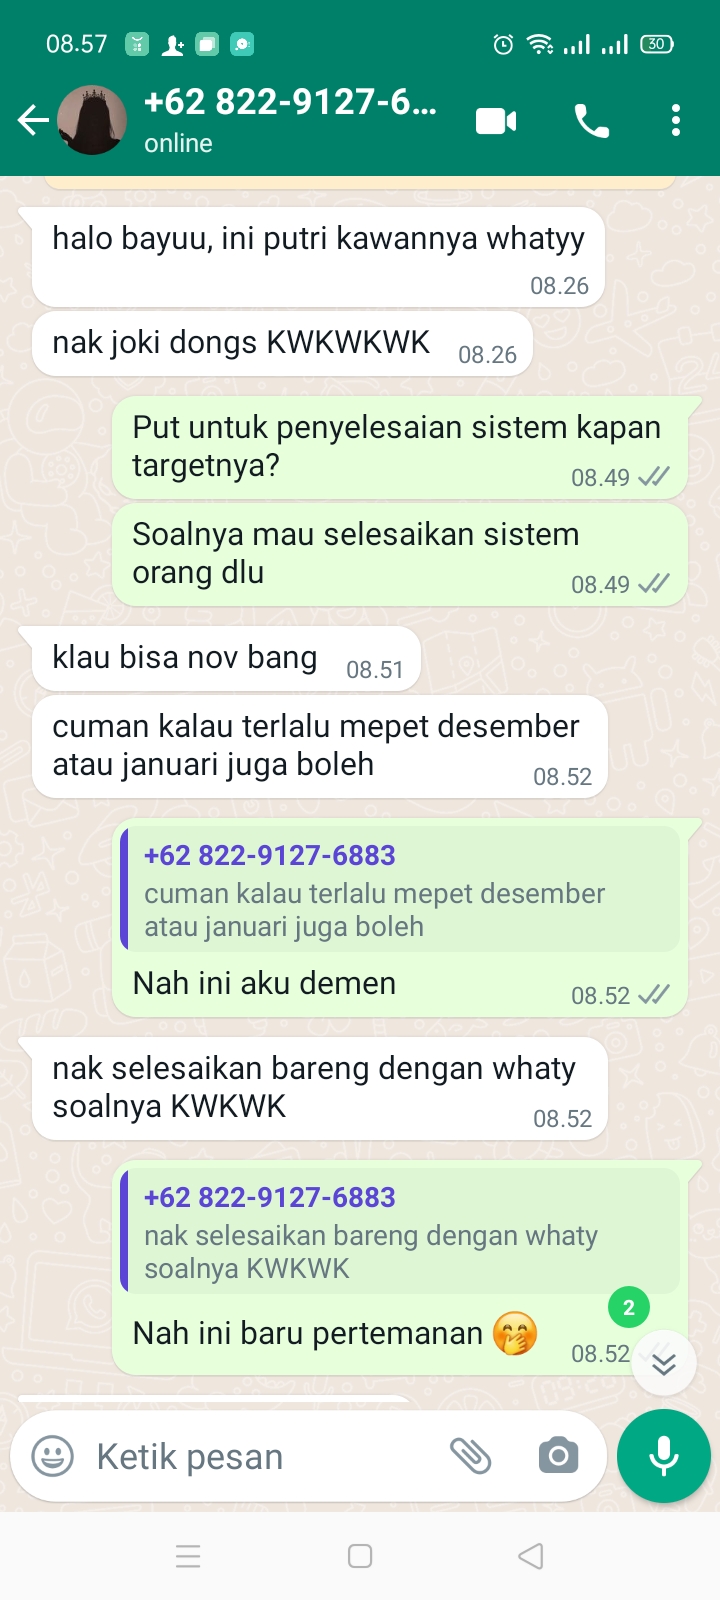 08.57
30
+62 822-9127-6...
online
halo bayuu, ini putri kawannya whatyy
08.26
nak joki dongs KWKWKWK 08.26
Put untuk penyelesaian sistem kapan
targetnya?
08.49
Soalnya mau selesaikan sistem
orang dlu
08.49
klau bisa nov bang 08.51
cuman kalau terlalu mepet desember
atau januari juga boleh
08.52
+62 822-9127-6883
cuman kalau terlalu mepet desember
atau januari juga boleh
Nah ini aku demen
08.52
nak selesaikan bareng dengan whaty
soalnya KWKWK
08.52
+62 822-9127-6883
nak selesaikan bareng dengan whaty
soalnya KWKWK
2
Nah ini baru pertemanan 🤭
08.52
Ketik pesan